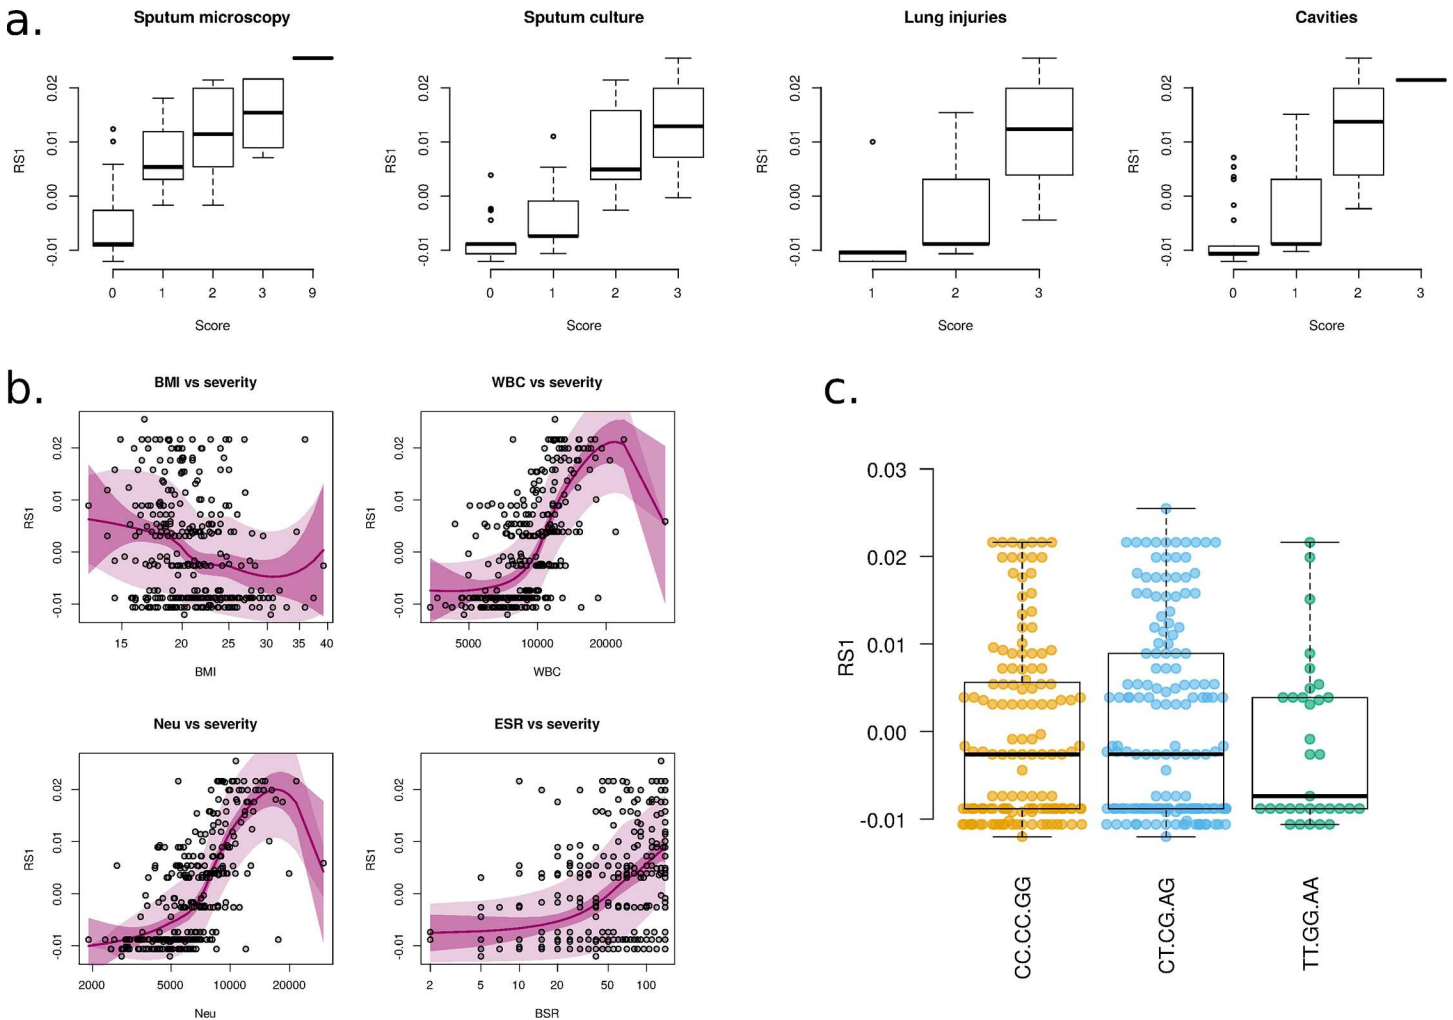 a.
Sputum microscopy
RS1
0.02
0.01
0.00
-0.01
0 1 2 3 9
Score
Sputum culture
RS1
0.02
0.01
0.00
-0.01
0 1 2 3
Score
Lung injuries
RS1
0.02
0.01
0.00
-0.01
1 2 3
Score
Cavities
RS1
0.02
0.01
0.00
-0.01
0 1 2 3
Score
b.
BMI vs severity
RS1
0.02
0.01
0.00
-0.01
15 20 25 30 35 40
BMI
WBC vs severity
RS1
0.02
0.01
0.00
-0.01
5000 10000 20000
WBC
Neu vs severity
RS1
0.02
0.01
0.00
-0.01
2000 5000 10000 20000
Neu
ESR vs severity
RS1
0.02
0.01
0.00
-0.01
2 5 10 20 50 100
BSR
c.
RS1
0.03
0.02
0.01
0.00
-0.01
CC.CC.GG
CT.CG.AG
TT.GG.AA